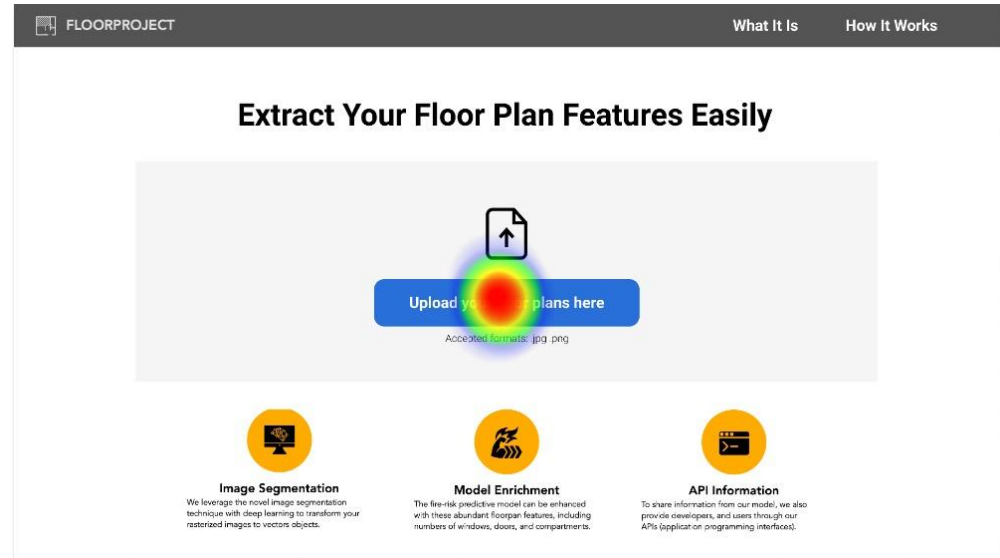 FLOORPROJECT
What It Is
How It Works
Extract Your Floor Plan Features Easily
Upload plans here
Accepted formats: .jpg .png
Image Segmentation
We leverage the novel image segmentation
technique with deep learning to transform your
rasterized images to vectors objects.
Model Enrichment
The fire-risk predictive model can be enhanced
with these abundant floorpan features, including
numbers of windows, doors, and compartments.
API Information
To share information from our model, we also
provide developers, and users through our
APIs (application programming interfaces).